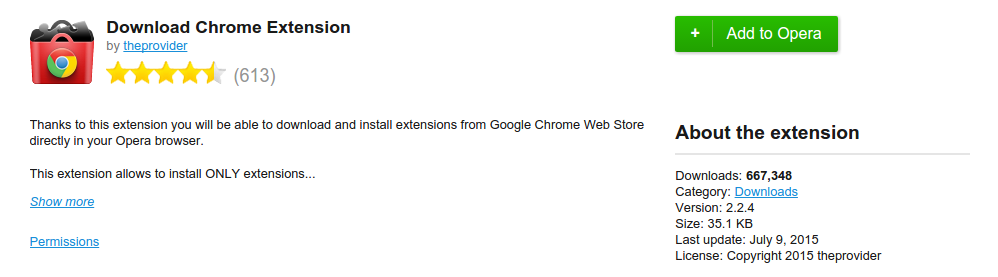 Download Chrome Extension
by theprovider
(613)
+ Add to Opera
Thanks to this extension you will be able to download and install extensions from Google Chrome Web Store
directly in your Opera browser.
This extension allows to install ONLY extensions...
Show more
Permissions
About the extension
Downloads: 667,348
Category: Downloads
Version: 2.2.4
Size: 35.1 KB
Last update: July 9, 2015
License: Copyright 2015 theprovider